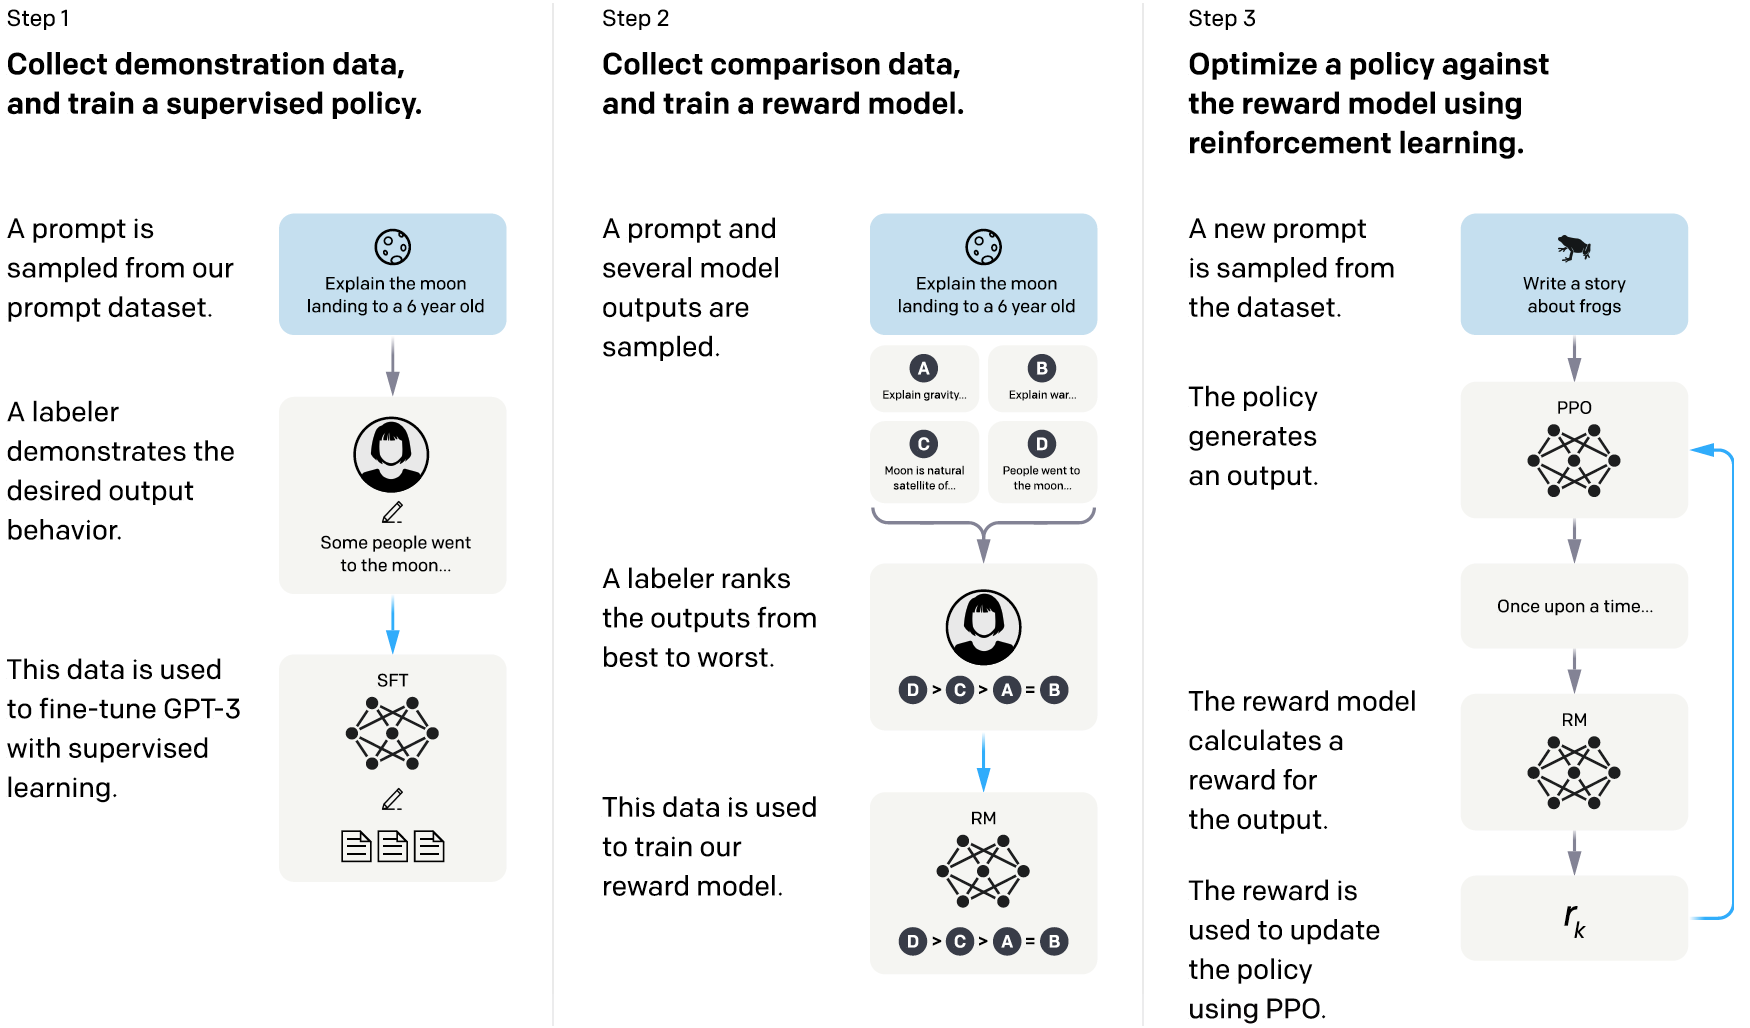 Step 1
Collect demonstration data,
and train a supervised policy.
A prompt is
sampled from our
prompt dataset.
Explain the moon
landing to a 6 year old
A labeler
demonstrates the
desired output
behavior.
Some people went
to the moon...
This data is used
to fine-tune GPT-3
with supervised
learning.
SFT
Step 2
Collect comparison data,
and train a reward model.
A prompt and
several model
outputs are
sampled.
Explain the moon
landing to a 6 year old
A
Explain gravity...
B
Explain war...
C
Moon is natural
satellite of...
D
People went to
the moon...
A labeler ranks
the outputs from
best to worst.
D > C > A = B
This data is used
to train our
reward model.
RM
D > C > A = B
Step 3
Optimize a policy against
the reward model using
reinforcement learning.
A new prompt
is sampled from
the dataset.
Write a story
about frogs
The policy
generates
an output.
PPO
Once upon a time...
The reward model
calculates a
reward for
the output.
RM
The reward is
used to update
the policy
using PPO.
r_k